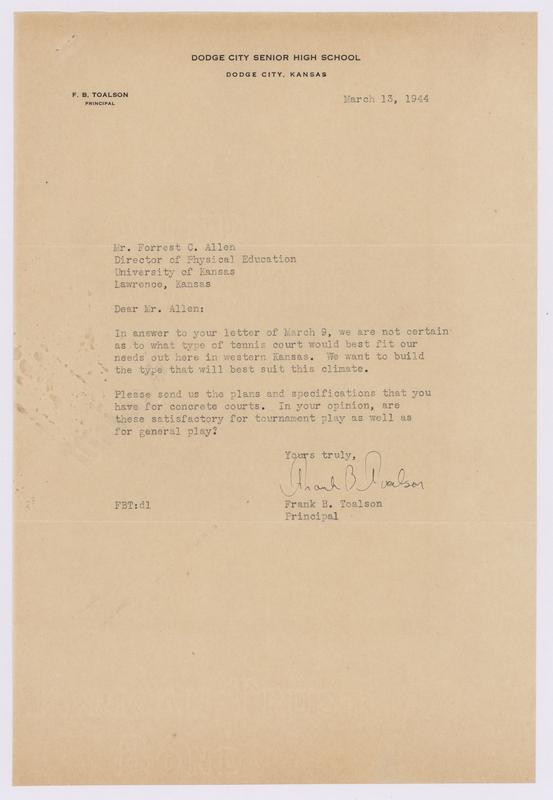 DODGE CITY SENIOR HIGH SCHOOL
DODGE CITY, KANSAS
F. B. TOALSON
PRINCIPAL
March 13, 1944
Mr. Forrest C. Allen
Director of Physical Education
University of Kansas
Lawrence, Kansas
Dear Mr. Allen:
In answer to your letter of March 9, we are not certain
as to what type of tennis court would best fit our
needs out here in western Kansas. We want to build
the type that will best suit this climate.
Please send us the plans and specifications that you
have for concrete courts. In your opinion, are
these satisfactory for tournament play as well as
for general play?
Yours truly,
Frank B Toalson
FBT:dl
Frank B. Toalson
Principal